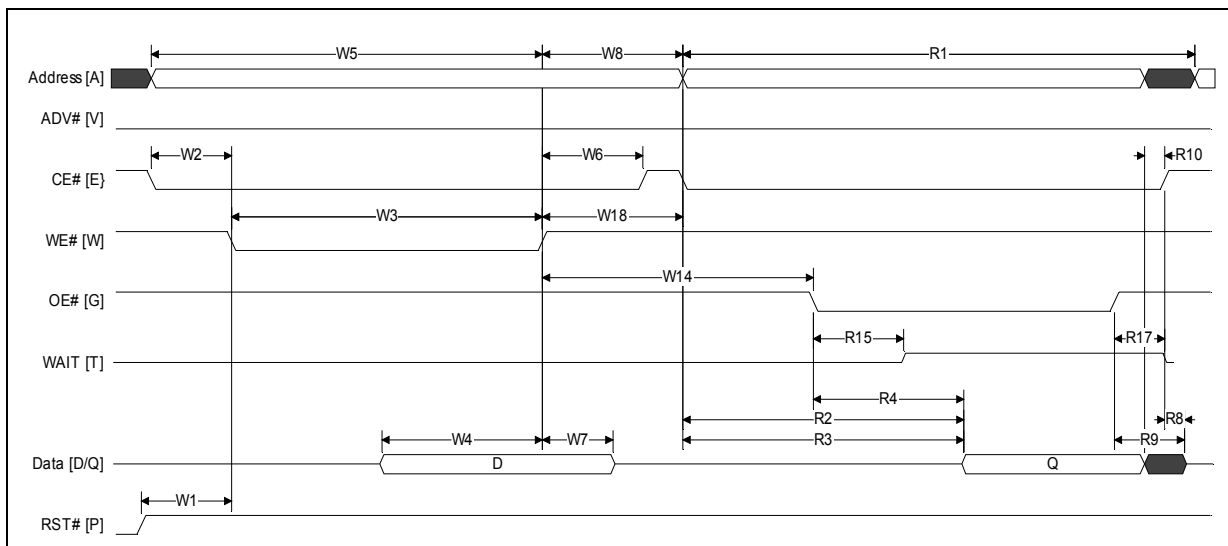 W5 W8 R1
Address [A]
ADV# [V]
W2 W6 R10
CE# [E}
W3 W18
WE# [W]
W14
OE# [G]
R15 R17
WAIT [T]
R4
R2 R8
R3 R9
W4 W7
Data [D/Q] D Q
W1
RST# [P]